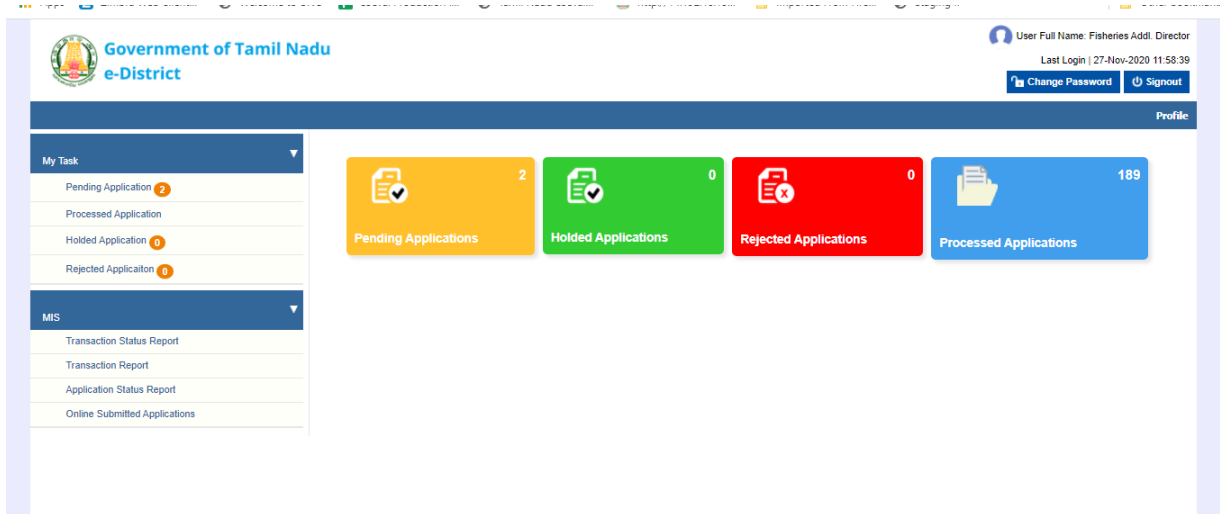 Apps
User Full Name: Fisheries Addl. Director
Government of Tamil Nadu
e-District
Last Login | 27-Nov-2020 11:58:39
Change Password
Signout
Profile
My Task
Pending Application 2
Processed Application
Holded Application 0
Rejected Applicaiton 0
2
Pending Applications
0
Holded Applications
0
Rejected Applications
189
Processed Applications
MIS
Transaction Status Report
Transaction Report
Application Status Report
Online Submitted Applications